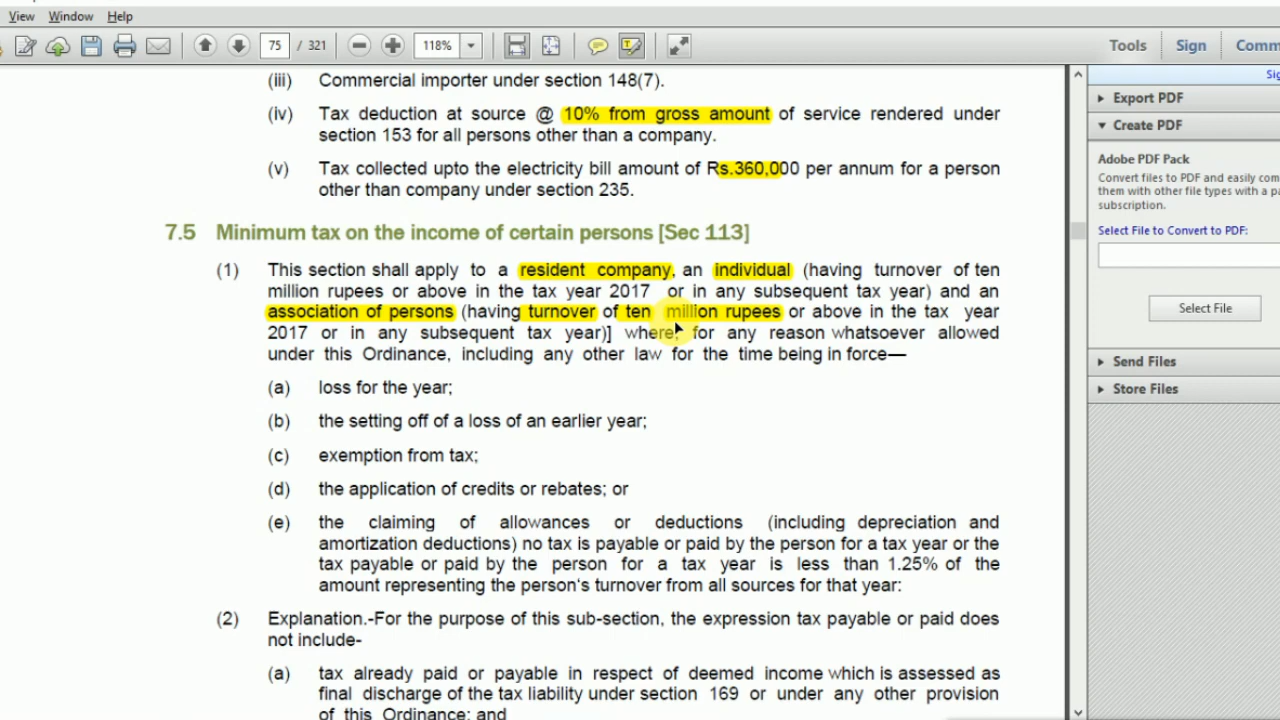 View Window Help
75 / 321 118% Tools Sign Comm
(iii) Commercial importer under section 148(7).
(iv) Tax deduction at source @ 10% from gross amount of service rendered under
section 153 for all persons other than a company.
(v) Tax collected upto the electricity bill amount of Rs.360,000 per annum for a person
other than company under section 235.
7.5 Minimum tax on the income of certain persons [Sec 113]
(1) This section shall apply to a resident company, an individual (having turnover of ten
million rupees or above in the tax year 2017 or in any subsequent tax year) and an
association of persons (having turnover of ten million rupees or above in the tax year
2017 or in any subsequent tax year)] where, for any reason whatsoever allowed
under this Ordinance, including any other law for the time being in force—
(a) loss for the year;
(b) the setting off of a loss of an earlier year;
(c) exemption from tax;
(d) the application of credits or rebates; or
(e) the claiming of allowances or deductions (including depreciation and
amortization deductions) no tax is payable or paid by the person for a tax year or the
tax payable or paid by the person for a tax year is less than 1.25% of the
amount representing the person's turnover from all sources for that year:
(2) Explanation.-For the purpose of this sub-section, the expression tax payable or paid does
not include-
(a) tax already paid or payable in respect of deemed income which is assessed as
final discharge of the tax liability under section 169 or under any other provision
of this Ordinance; and
Sig
Export PDF
Create PDF
Adobe PDF Pack
Convert files to PDF and easily com
them with other file types with a pa
subscription.
Select File to Convert to PDF:
Select File
Send Files
Store Files